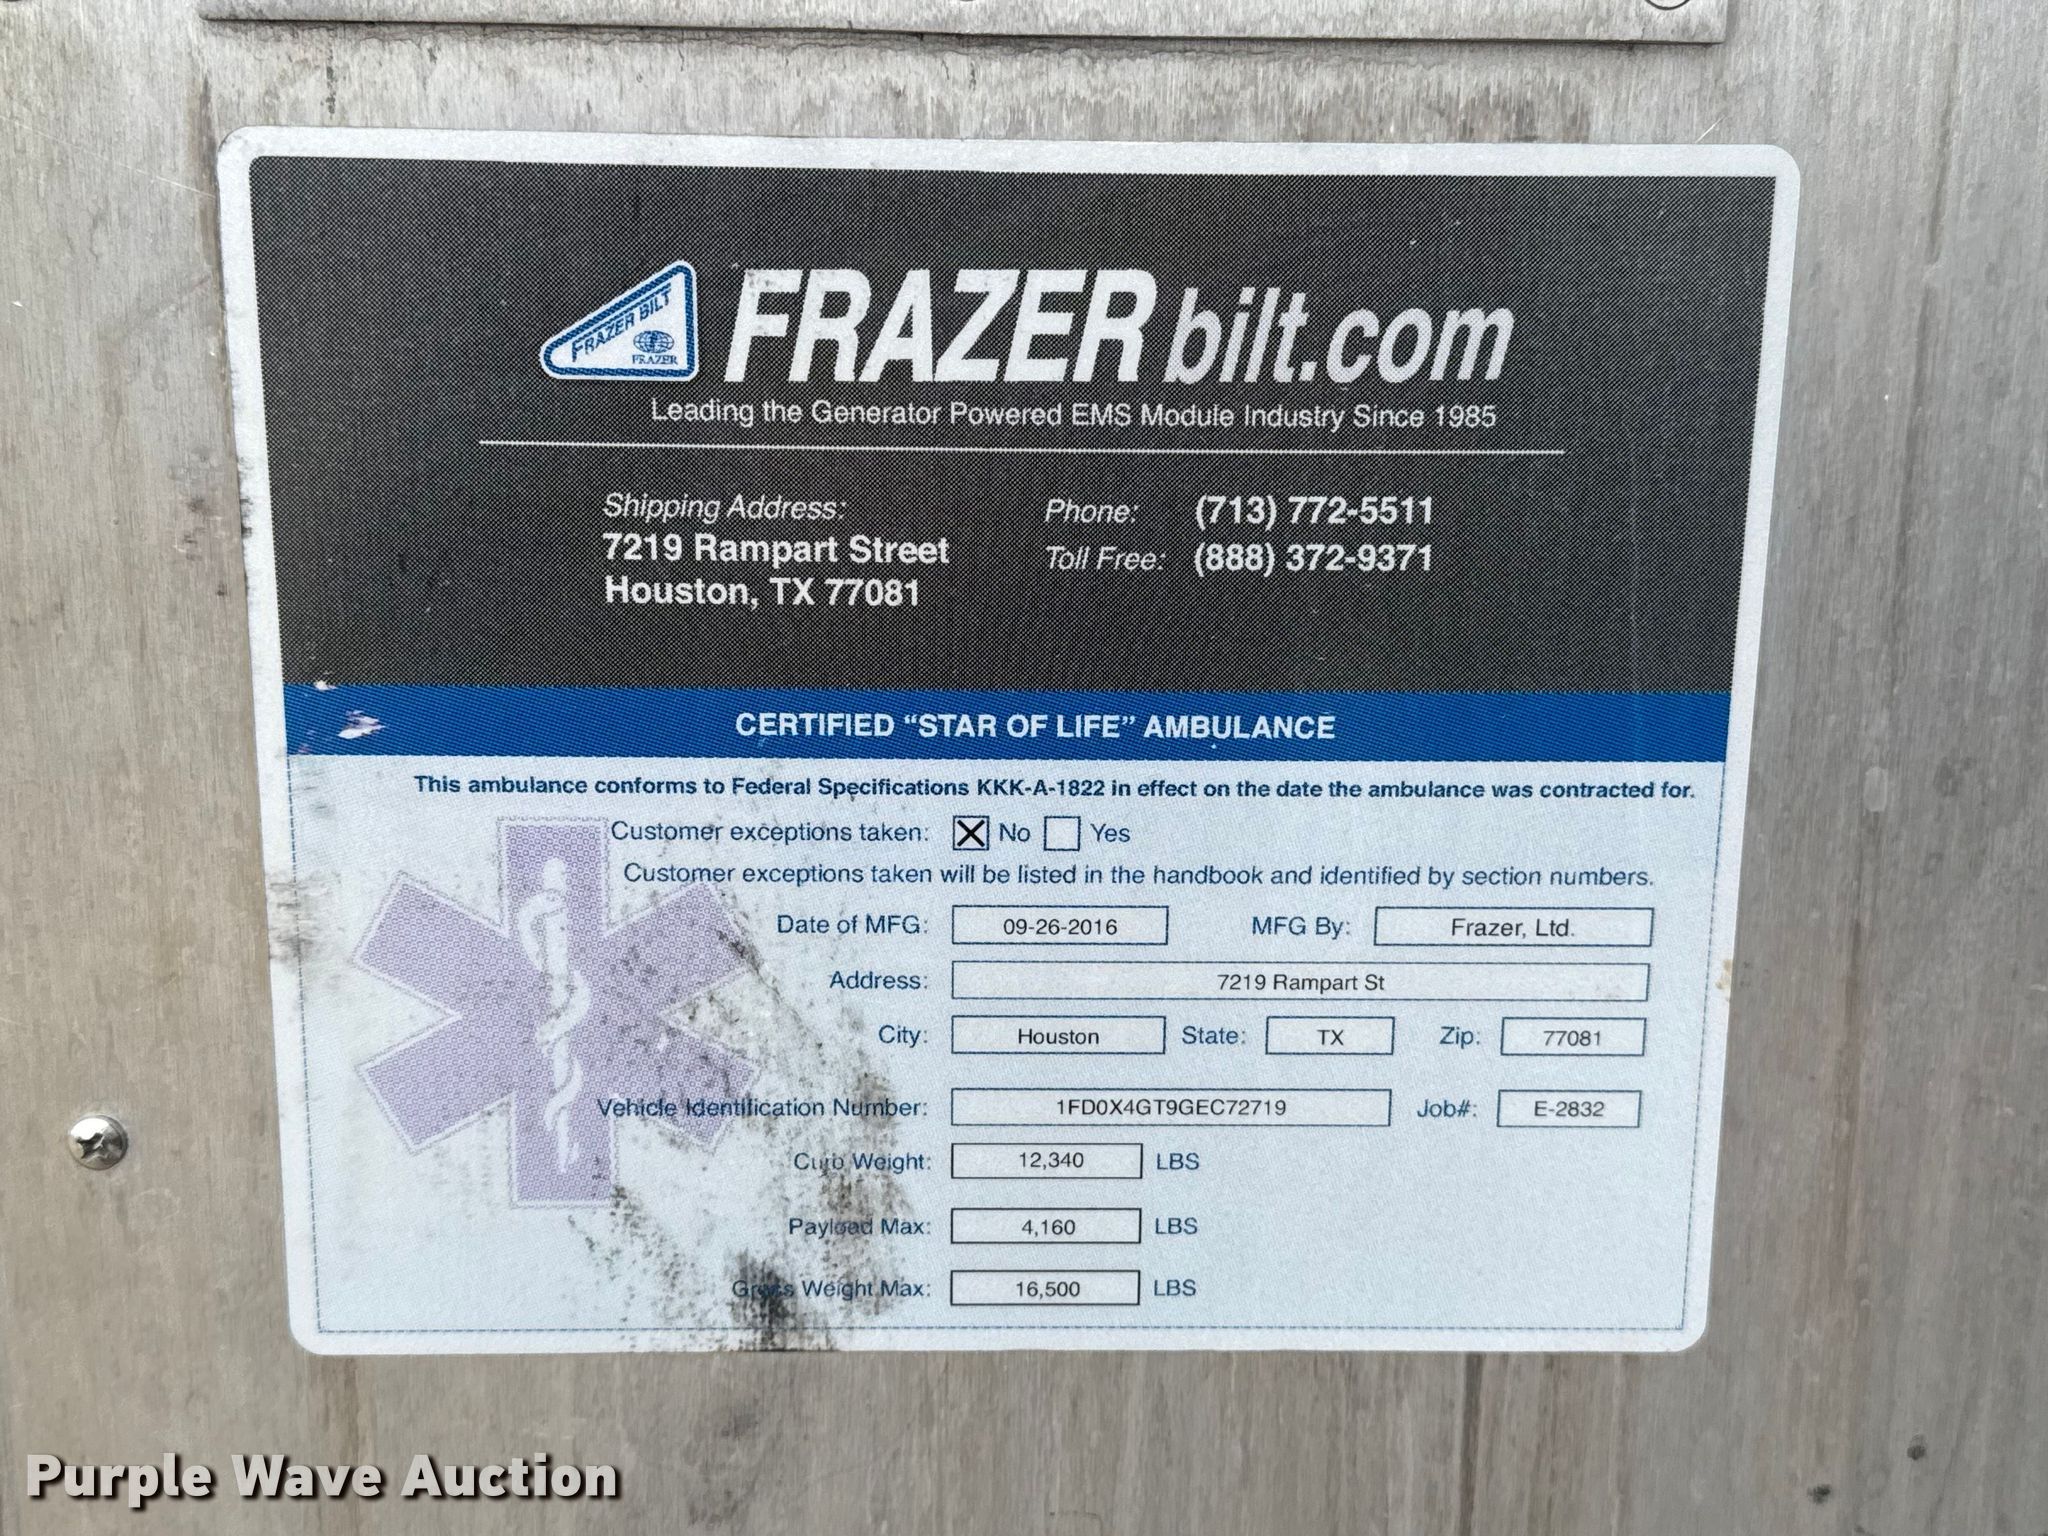 FRAZER BILT
FRAZER
FRAZER bilt.com
Leading the Generator Powered EMS Module Industry Since 1985
Shipping Address:
7219 Rampart Street
Houston, TX 77081
Phone: (713) 772-5511
Toll Free: (888) 372-9371
CERTIFIED “STAR OF LIFE” AMBULANCE
This ambulance conforms to Federal Specifications KKK-A-1822 in effect on the date the ambulance was contracted for.
Customer exceptions taken: No Yes
Customer exceptions taken will be listed in the handbook and identified by section numbers.
Date of MFG: 09-26-2016 MFG By: Frazer, Ltd.
Address: 7219 Rampart St
City: Houston State: TX Zip: 77081
Vehicle Identification Number: 1FD0X4GT9GEC72719 Job#: E-2832
Curb Weight: 12,340 LBS
Payload Max: 4,160 LBS
Gross Weight Max: 16,500 LBS
Purple Wave Auction